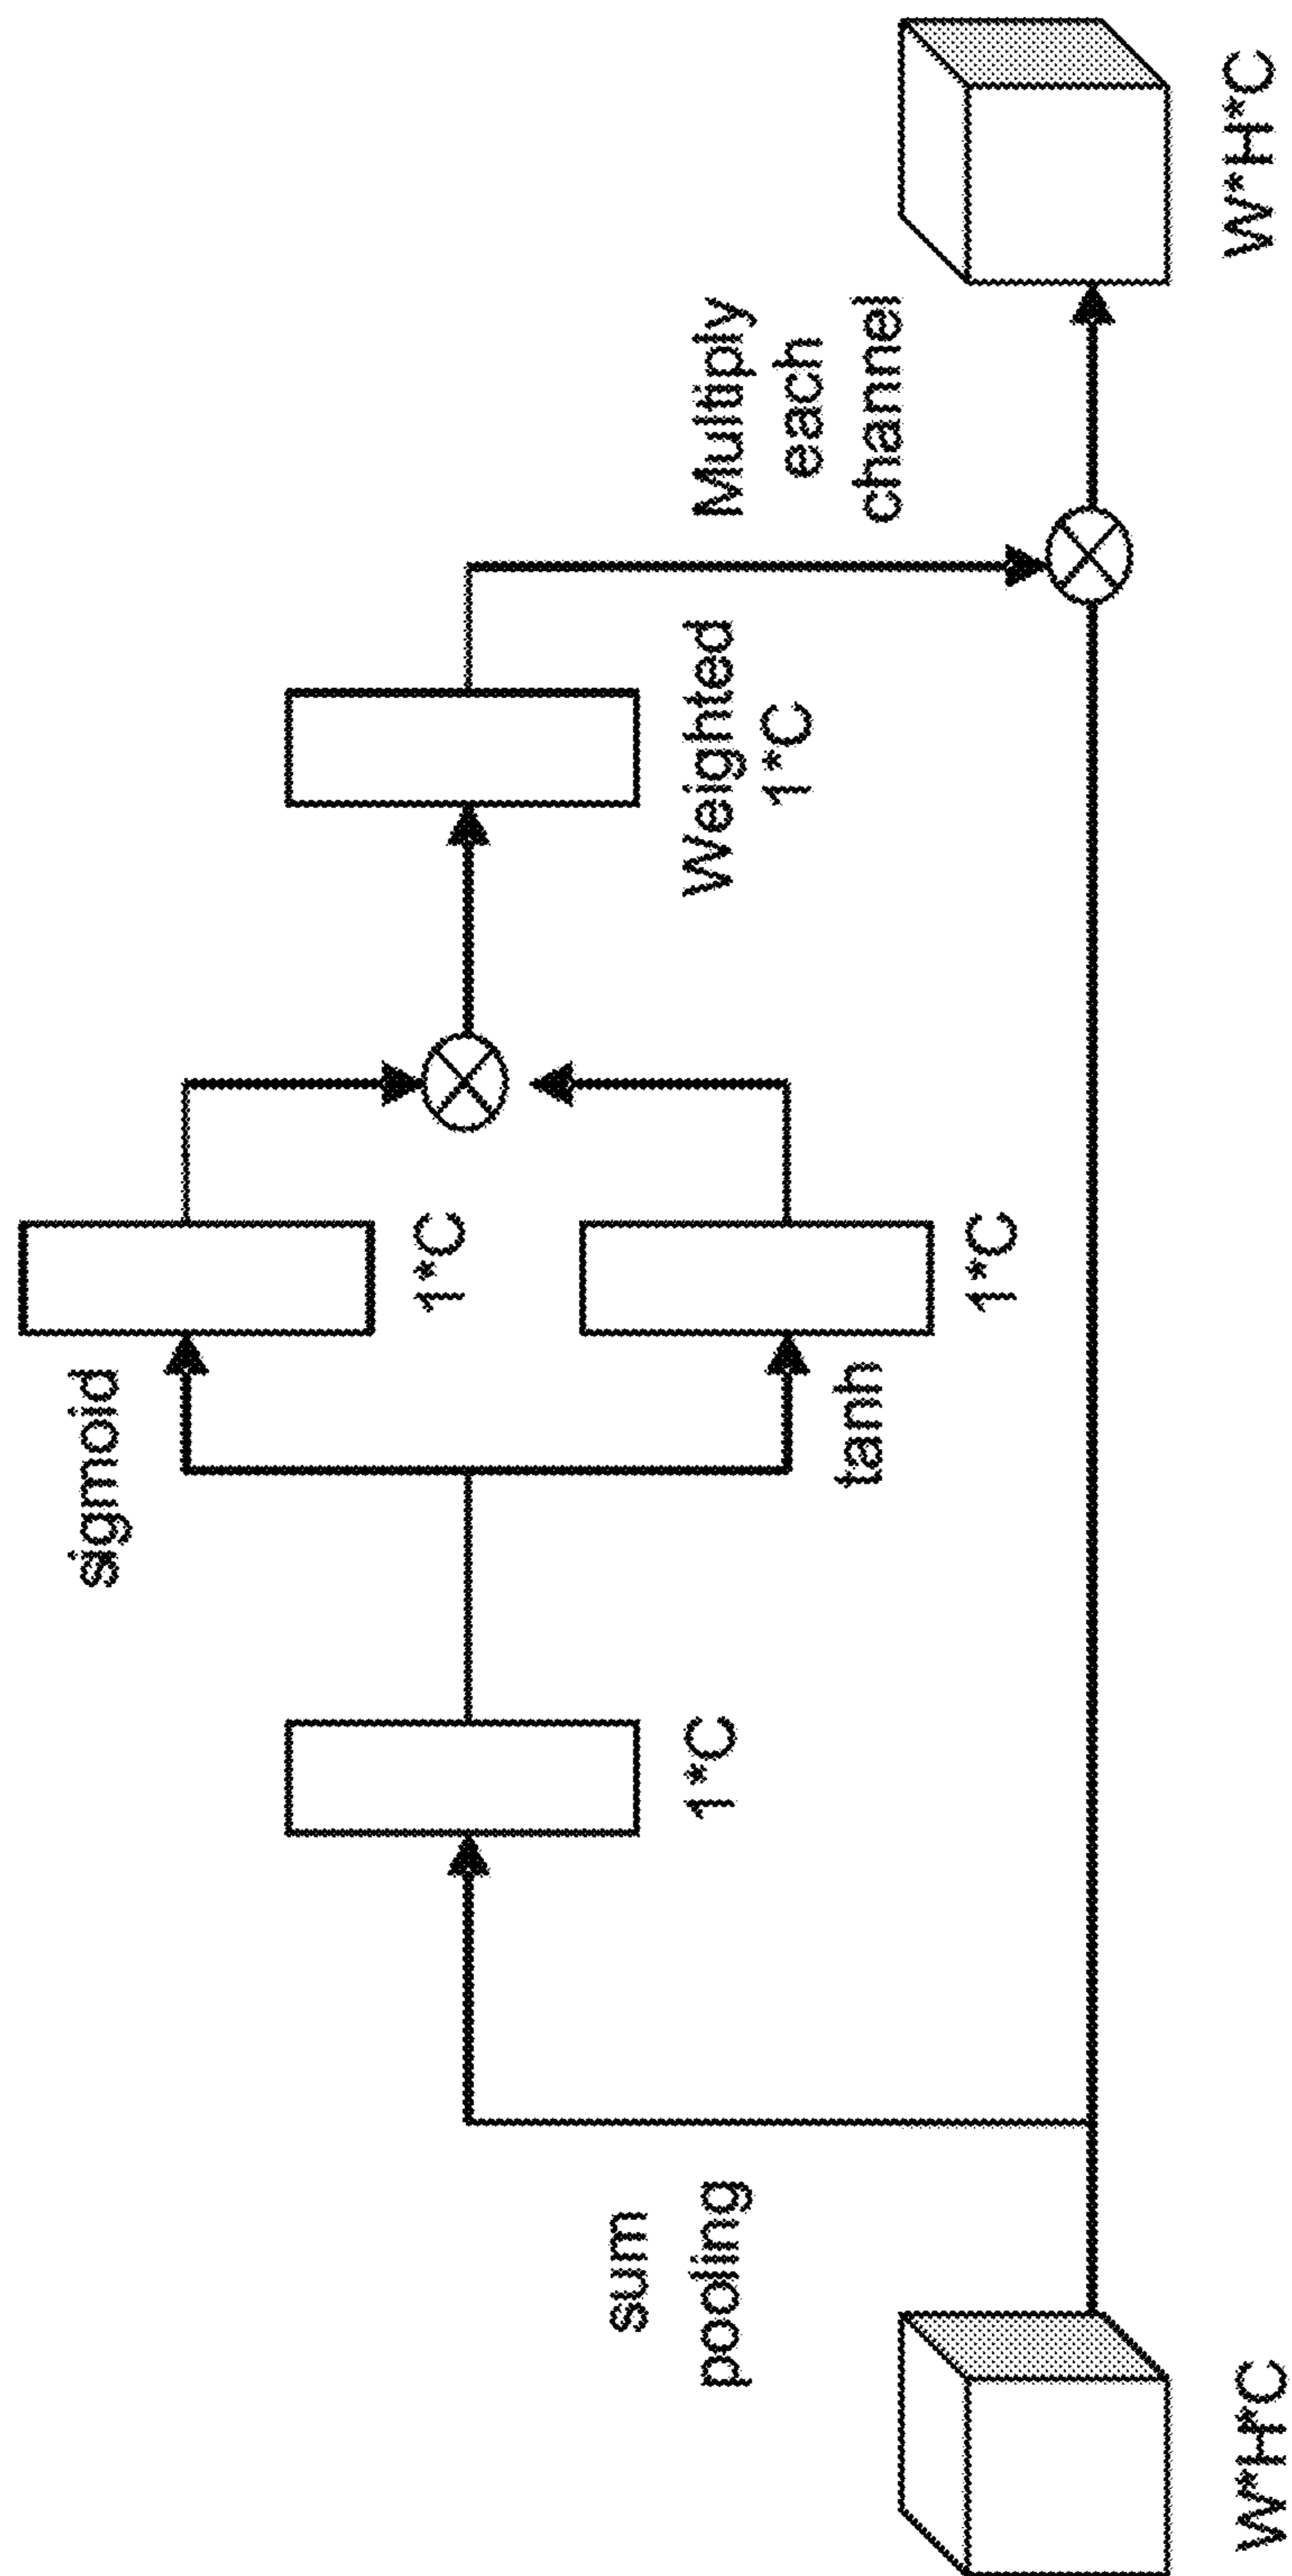 W*H*C
sum
pooling
1*C
sigmoid
1*C
tanh
1*C
Weighted
1*C
Multiply
each
channel
W*H*C